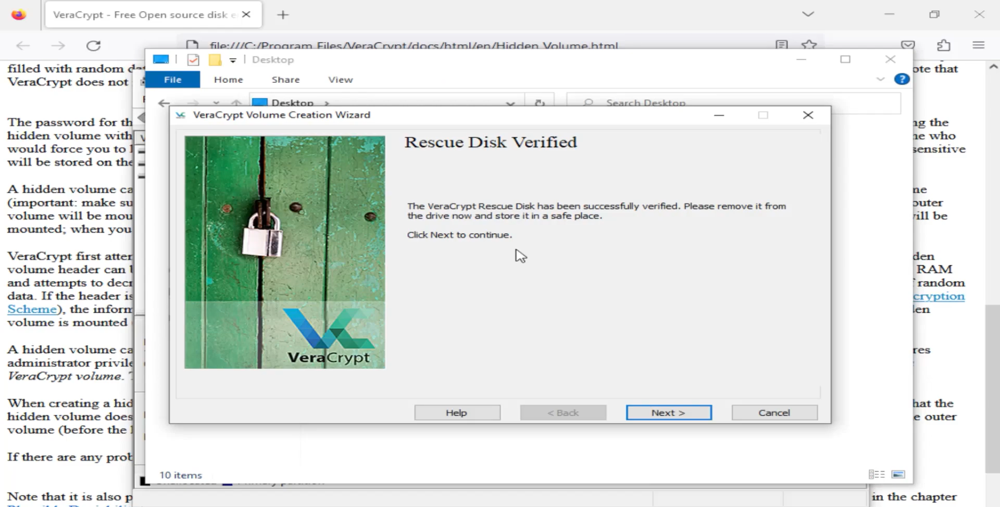 VeraCrypt - Free Open source disk e
file:///C:/Program Files/VeraCrypt/docs/html/en/Hidden Volume.html
Desktop
File Home Share View
Desktop
Search Desktop
VeraCrypt Volume Creation Wizard
Rescue Disk Verified
The VeraCrypt Rescue Disk has been successfully verified. Please remove it from
the drive now and store it in a safe place.
Click Next to continue.
VeraCrypt
Help
< Back
Next >
Cancel
10 items
filled with random
ote that
VeraCrypt does not
The password for th
ng the
hidden volume with
ne who
would force you to
sensitive
will be stored on the
A hidden volume ca
(important: make su
outer
volume will be mou
will be
mounted; when you
VeraCrypt first atter
den
volume header can
RAM
and attempts to decr
random
data. If the header is
cryption
Scheme), the inform
volume is mounted
A hidden volume ca
res
administrator privile
VeraCrypt volume.
When creating a hid
hat the
hidden volume does
e outer
volume (before the
If there are any prob
Note that it is also p
in the chapter